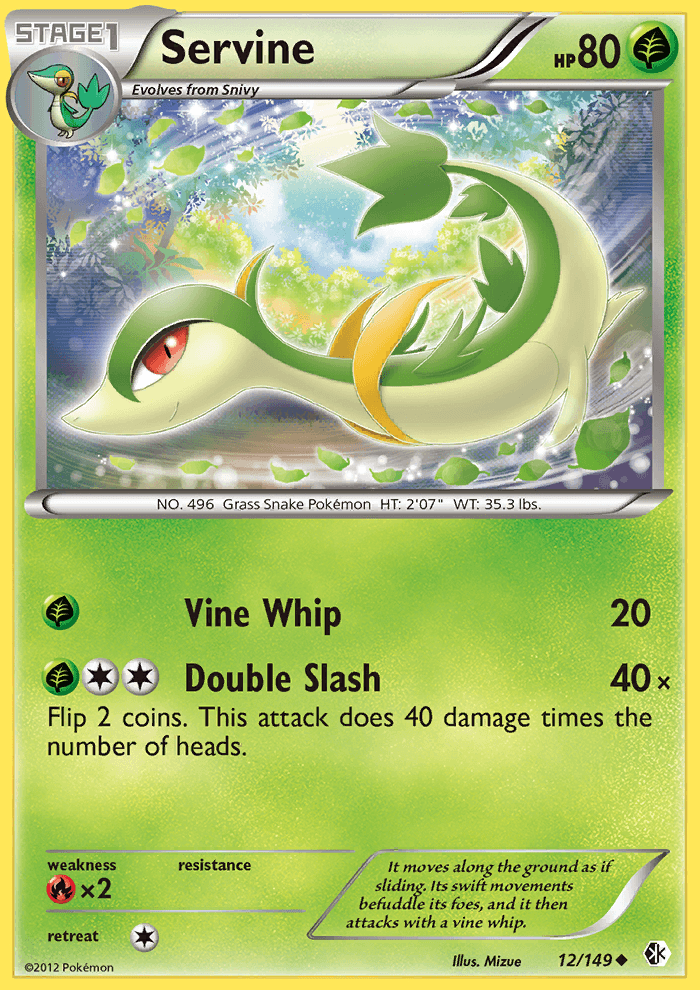 STAGE1
Servine
HP80
Evolves from Snivy
NO. 496 Grass Snake Pokémon HT: 2'07" WT: 35.3 lbs.
Vine Whip 20
Double Slash 40×
Flip 2 coins. This attack does 40 damage times the
number of heads.
weakness resistance
×2
retreat
It moves along the ground as if
sliding. Its swift movements
befuddle its foes, and it then
attacks with a vine whip.
Illus. Mizue 12/149
©2012 Pokémon